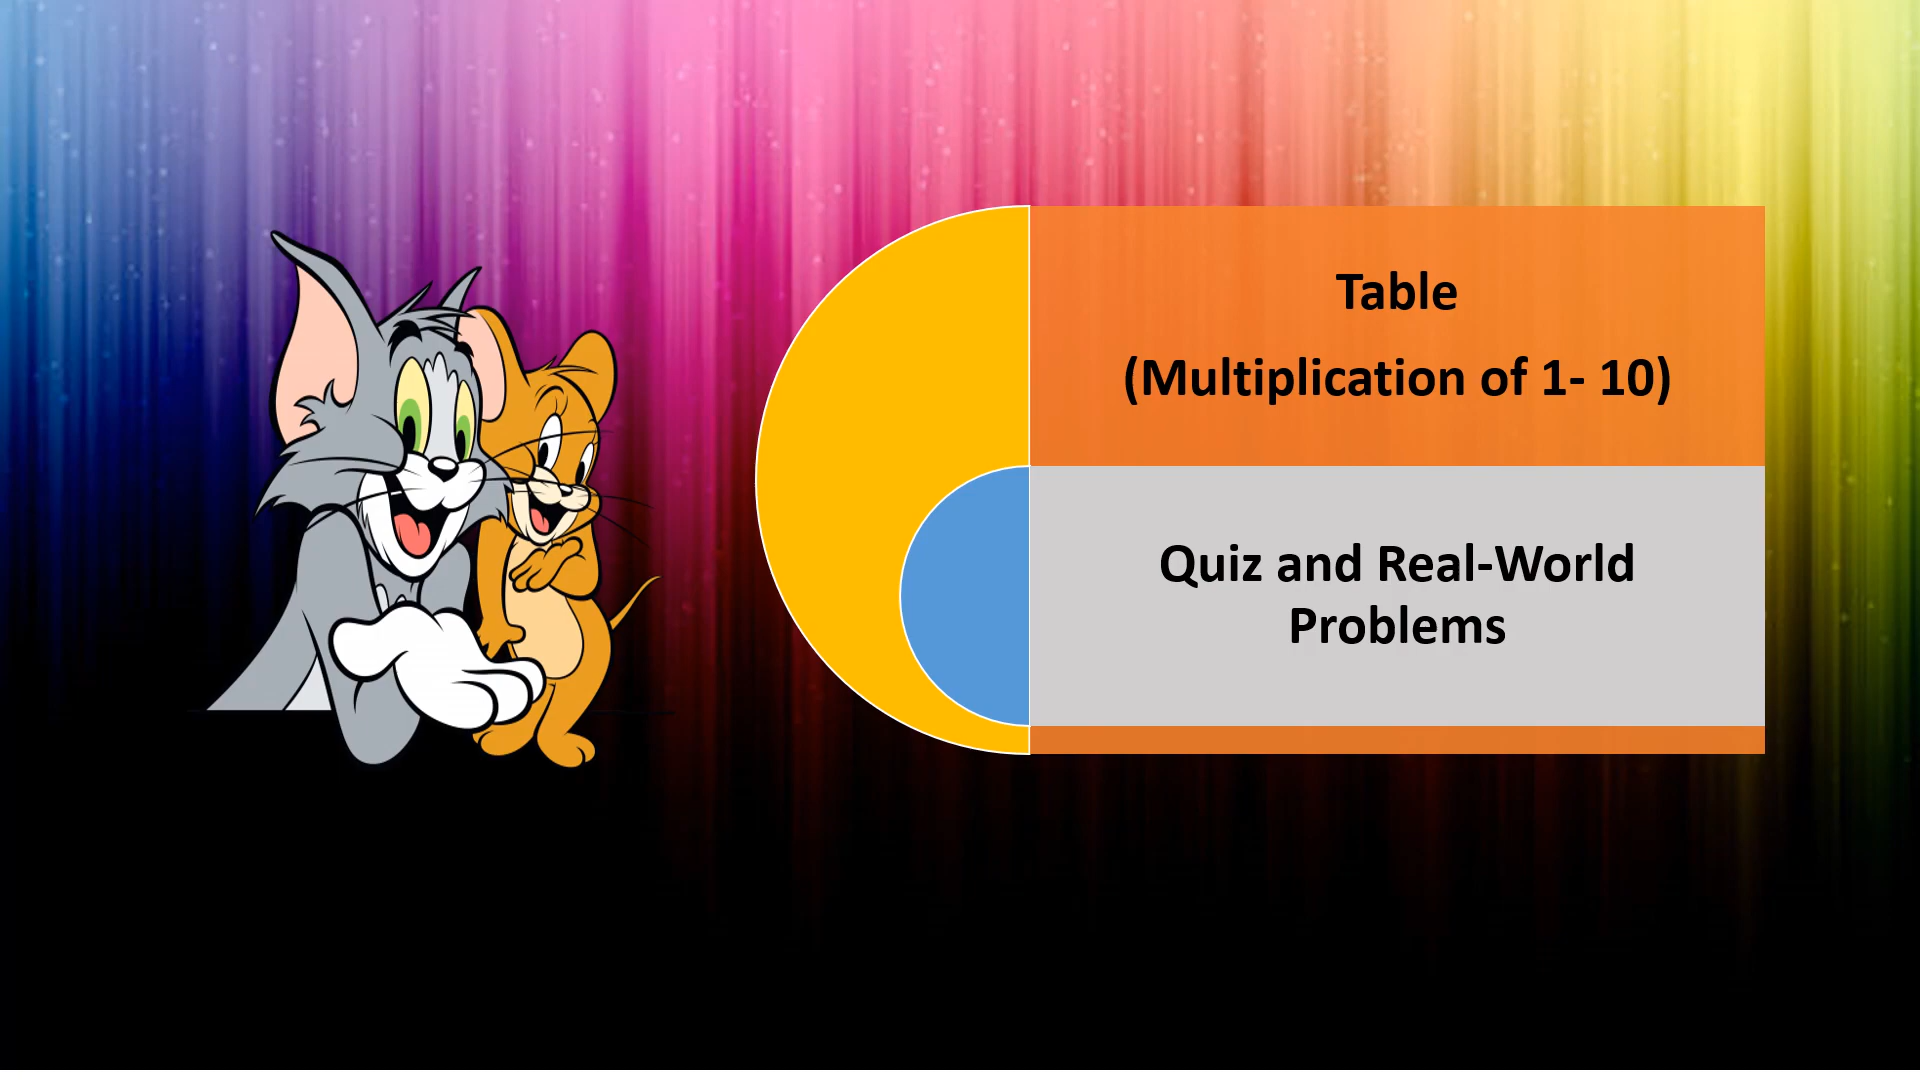 Table
(Multiplication of 1- 10)
Quiz and Real-World
Problems